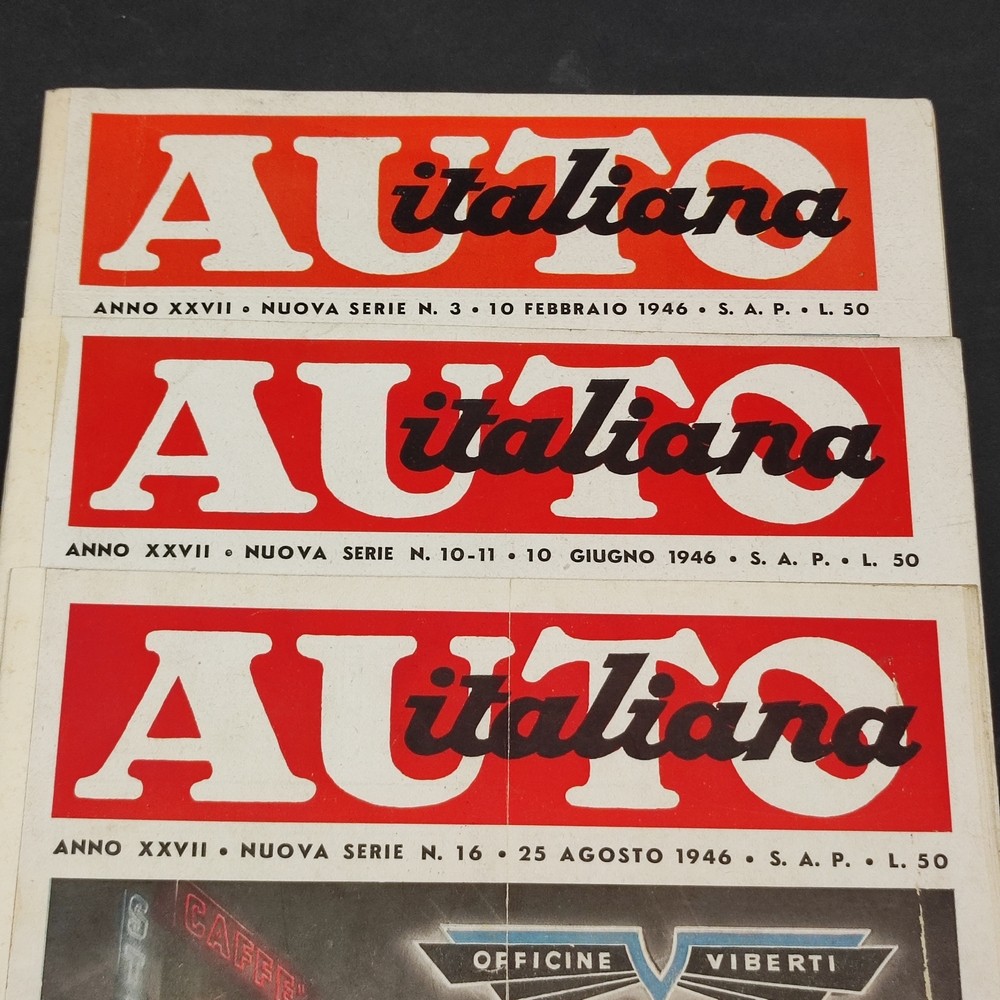 AUTO
italiana
ANNO XXVII • NUOVA SERIE N. 3 • 10 FEBBRAIO 1946 • S. A. P. • L. 50
AUTO
italiana
ANNO XXVII • NUOVA SERIE N. 10-11 • 10 GIUGNO 1946 • S. A. P. • L. 50
AUTO
italiana
ANNO XXVII • NUOVA SERIE N. 16 • 25 AGOSTO 1946 • S. A. P. • L. 50
CAFFE
OFFICINE VIBERTI